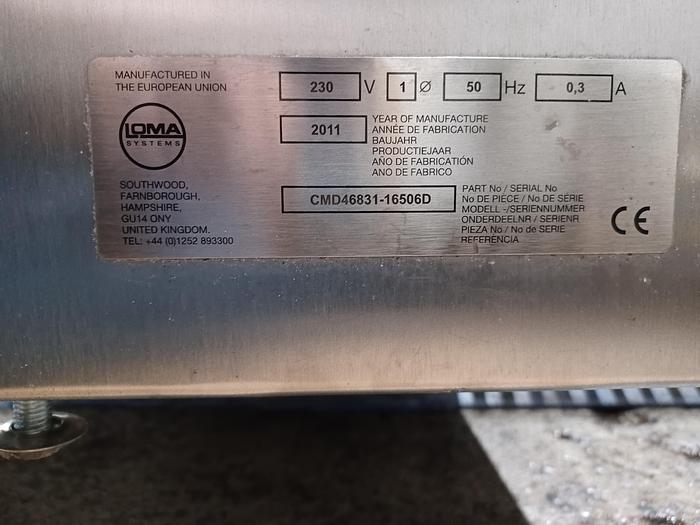 MANUFACTURED IN
THE EUROPEAN UNION
230 V 1 Ø 50 Hz 0,3 A
LOMA
SYSTEMS
2011
YEAR OF MANUFACTURE
ANNÉE DE FABRICATION
BAUJAHR
PRODUCTIEJAAR
AÑO DE FABRICATIÓN
ANO DE FABRICO
SOUTHWOOD,
FARNBOROUGH,
HAMPSHIRE,
GU14 ONY
UNITED KINGDOM.
TEL: +44 (0)1252 893300
CMD46831-16506D
PART No / SERIAL No
No DE PIECE / No DE SÉRIE
MODELL -/SERIENNUMMER
ONDERDEELNR / SERIENR
PIEZA No / No de SERIE
REFERÊNCIA
CE